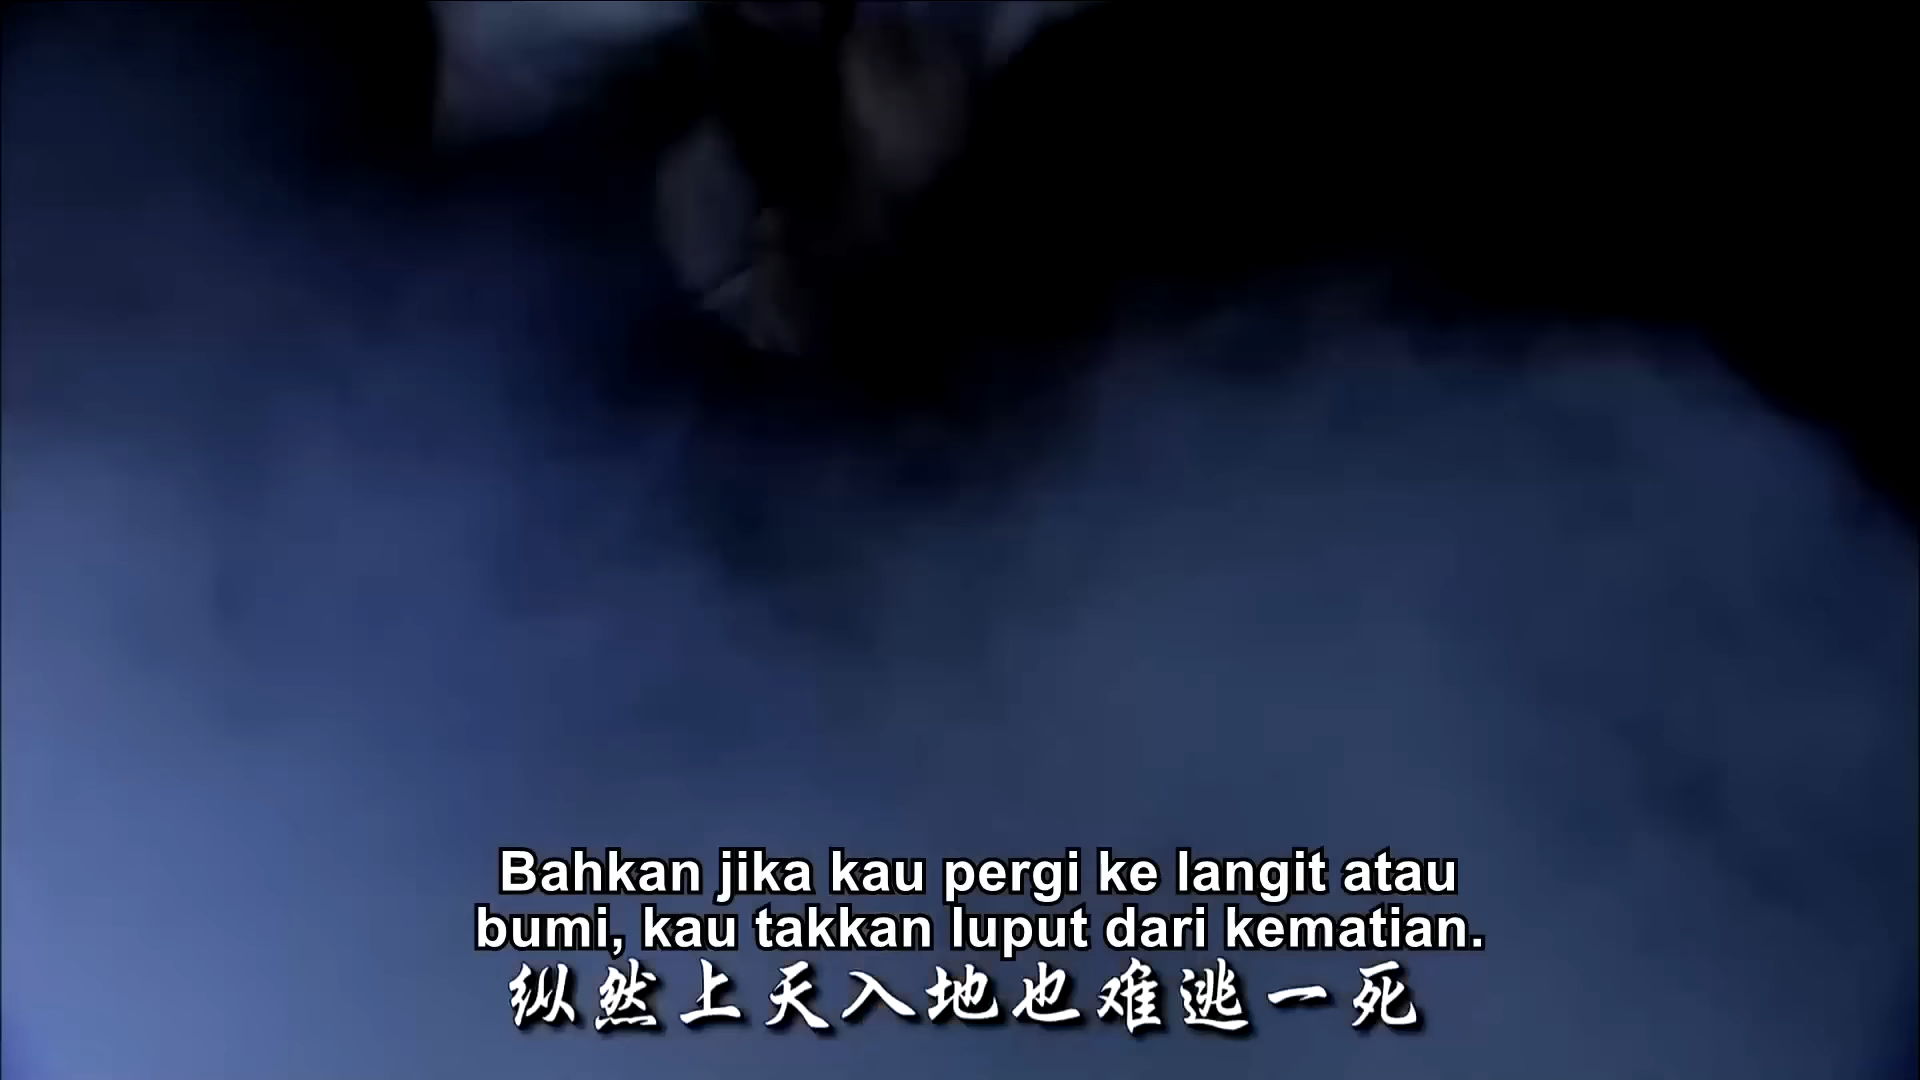 Bahkan jika kau pergi ke langit atau
bumi, kau takkan luput dari kematian.
纵然上天入地也难逃一死